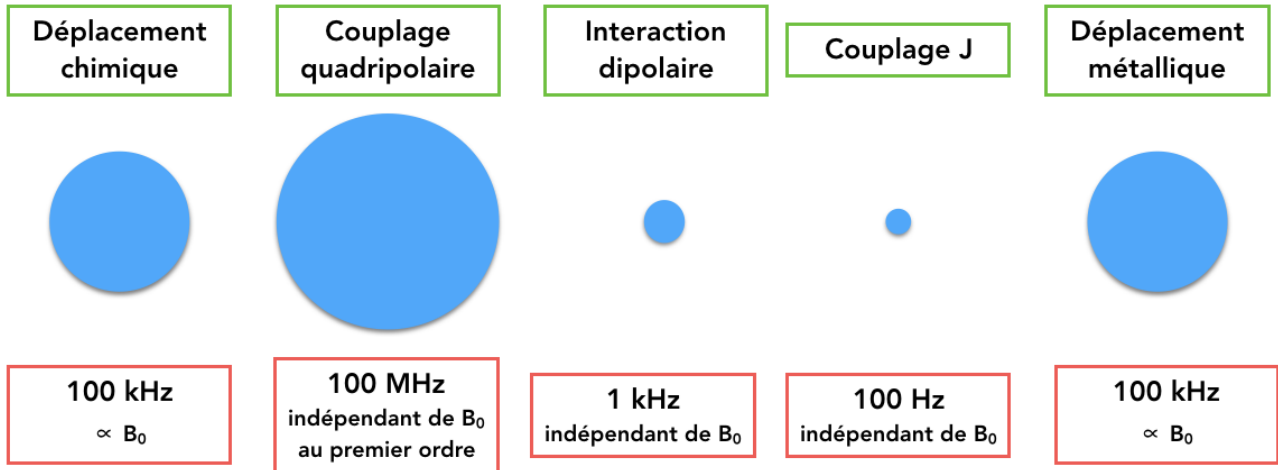 Déplacement
chimique
Couplage
quadripolaire
Interaction
dipolaire
Couplage J
Déplacement
métallique
100 kHz
∝ B₀
100 MHz
indépendant de B₀
au premier ordre
1 kHz
indépendant de B₀
100 Hz
indépendant de B₀
100 kHz
∝ B₀